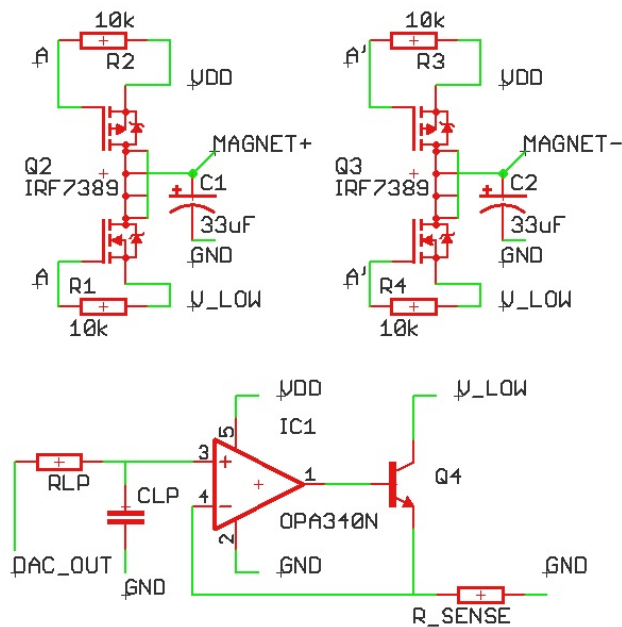 10k
10k
A
R2
A'
R3
VDD
VDD
MAGNET+
MAGNET-
Q2
IRF7389
C1
Q3
IRF7389
C2
33uF
33uF
GND
GND
A
R1
A'
R4
V_LOW
V_LOW
10k
10k
VDD
V_LOW
5
IC1
3
1
Q4
RLP
CLP
4
OPA340N
2
DAC_OUT
GND
GND
GND
R_SENSE